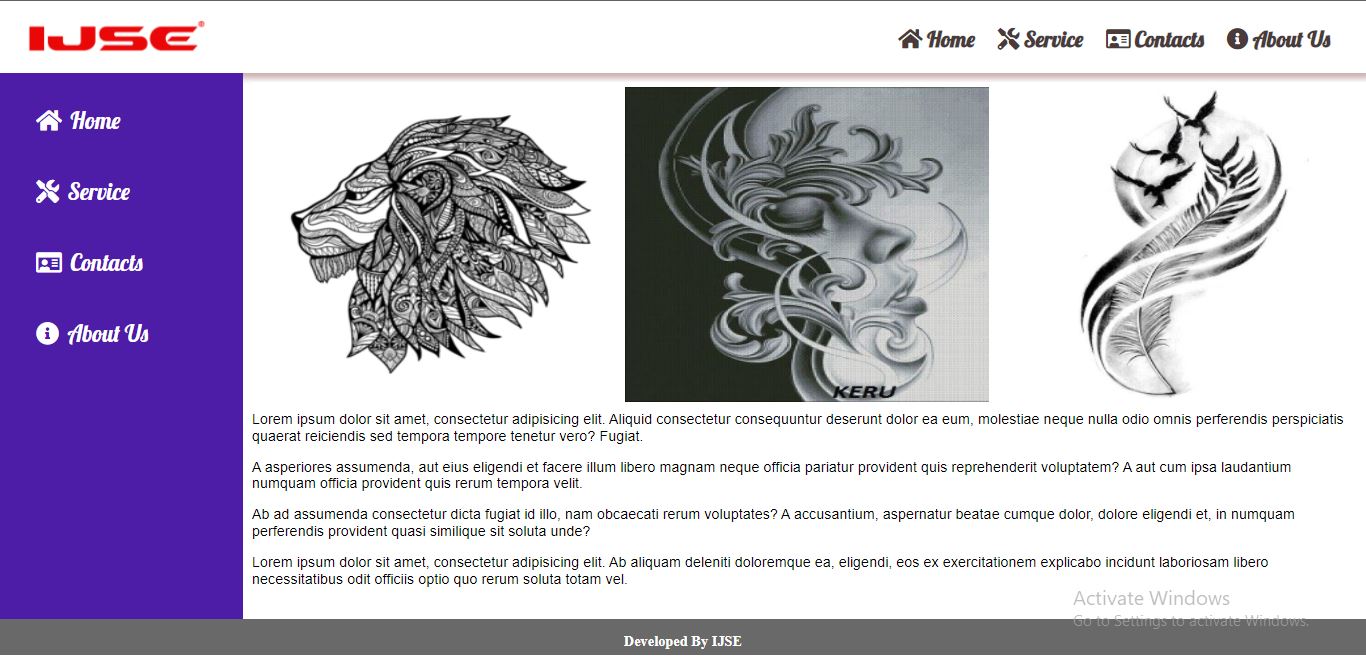 IJSE®
Home Service Contacts About Us
Home
Service
Contacts
About Us
KERU
Lorem ipsum dolor sit amet, consectetur adipisicing elit. Aliquid consectetur consequuntur deserunt dolor ea eum, molestiae neque nulla odio omnis perferendis perspiciatis
quaerat reiciendis sed tempora tempore tenetur vero? Fugiat.
A asperiores assumenda, aut eius eligendi et facere illum libero magnam neque officia pariatur provident quis reprehenderit voluptatem? A aut cum ipsa laudantium
numquam officia provident quis rerum tempora velit.
Ab ad assumenda consectetur dicta fugiat id illo, nam obcaecati rerum voluptates? A accusantium, aspernatur beatae cumque dolor, dolore eligendi et, in numquam
perferendis provident quasi similique sit soluta unde?
Lorem ipsum dolor sit amet, consectetur adipisicing elit. Ab aliquam deleniti doloremque ea, eligendi, eos ex exercitationem explicabo incidunt laboriosam libero
necessitatibus odit officiis optio quo rerum soluta totam vel.
Activate Windows
Go to Settings to activate Windows.
Developed By IJSE